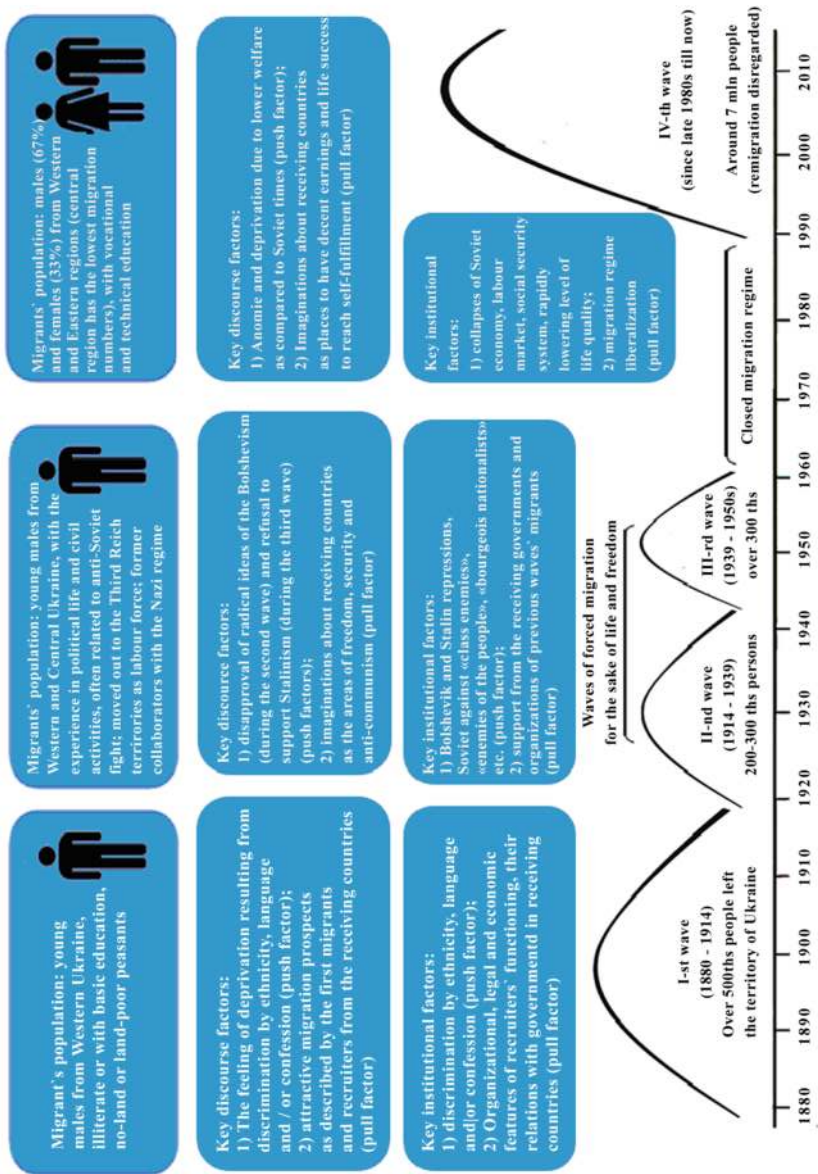 Migrant`s population: young
males from Western Ukraine,
illiterate or with basic education,
no-land or land-poor peasants
Migrants` population: young males from
Western and Central Ukraine, with the
experience in political life and civil
activities, often related to anti-Soviet
fight; moved out to the Third Reich
terrirories as labour force; former
collaborators with the Nazi regime
Migrants` population: males (67%)
and females (33%) from Western
and Eastern regions (central
region has the lowest migration
numbers), with vocational
and technical education
Key discourse factors:
1) The feeling of deprivation resulting from
discrimination by ethnicity, language
and / or confession (push factor);
2) attractive migration prospects
as described by the first migrants
and recruiters from the receiving countries
(pull factor)
Key discource factors:
1) disapproval of radical ideas of the Bolshevism
(during the second wave) and refusal to
support Stalinism (during the third wave)
(push factors);
2) imaginations about receiving countries
as the areas of freedom, security and
anti-communism (pull factor)
Key discourse factors:
1) Anomie and deprivation due to lower welfare
as compared to Soviet times (push factor);
2) Imaginations about receiving countries
as places to have decent earnings and life success
to reach self-fulfillment (pull factor)
Key institutional factors:
1) discrimination by ethnicity, language
and/or confession (push factor);
2) Organizational, legal and economic
features of recruiters` functioning, their
relations with governmentd in receiving
countries (pull factor)
Key institutional factors:
1) Bolshevik and Stalin repressions,
Soviet against «class enemies»,
«enemies of the people», «bourgeois nationalists»
etc. (push factor);
2) support from the receiving governments and
organizations of previous waves` migrants
(pull factor)
Key institutional
factors:
1) collapses of Soviet
economy, labour
market, social security
system, rapidly
lowering level of
life quality;
2) migration regime
liberalization
(pull factor)
Waves of forced migration
for the sake of life and freedom
I-st wave
(1880 - 1914)
Over 500ths people left
the territory of Ukraine
II-nd wave
(1914 - 1939)
200-300 ths persons
III-rd wave
(1939 - 1950s)
over 300 ths
Closed migration regime
IV-th wave
(since late 1980s till now)
Around 7 mln people
(remigration disregarded)
1880 1890 1900 1910 1920 1930 1940 1950 1960 1970 1980 1990 2000 2010